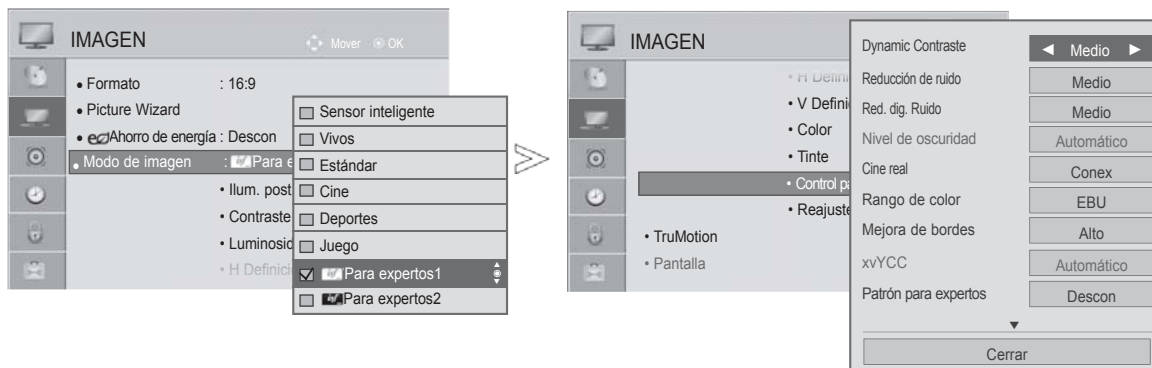 IMAGEN
Mover OK
• Formato : 16:9
• Picture Wizard
• eco Ahorro de energía : Descon
• Modo de imagen : Para e
• Ilum. post
• Contraste
• Luminosid
• H Definici
Sensor inteligente
Vivos
Estándar
Cine
Deportes
Juego
Para expertos1
Para expertos2
IMAGEN
• H Defini
• V Defini
• Color
• Tinte
• Control pa
• Reajuste
• TruMotion
• Pantalla
Dynamic Contraste ◄ Medio ►
Reducción de ruido Medio
Red. dig. Ruido Medio
Nivel de oscuridad Automático
Cine real Conex
Rango de color EBU
Mejora de bordes Alto
xvYCC Automático
Patrón para expertos Descon
▼
Cerrar